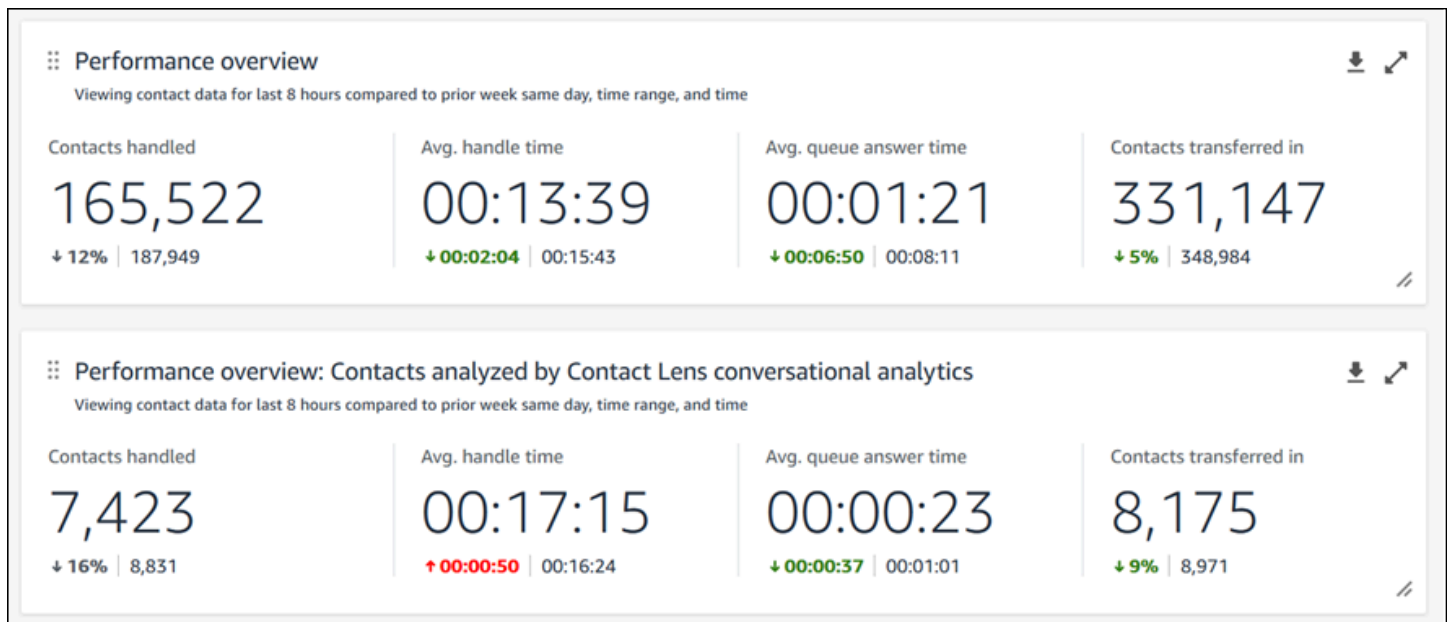 Performance overview
Viewing contact data for last 8 hours compared to prior week same day, time range, and time
Contacts handled
165,522
↓12% | 187,949
Avg. handle time
00:13:39
↓00:02:04 | 00:15:43
Avg. queue answer time
00:01:21
↓00:06:50 | 00:08:11
Contacts transferred in
331,147
↓5% | 348,984
Performance overview: Contacts analyzed by Contact Lens conversational analytics
Viewing contact data for last 8 hours compared to prior week same day, time range, and time
Contacts handled
7,423
↓16% | 8,831
Avg. handle time
00:17:15
↑00:00:50 | 00:16:24
Avg. queue answer time
00:00:23
↓00:00:37 | 00:01:01
Contacts transferred in
8,175
↓9% | 8,971